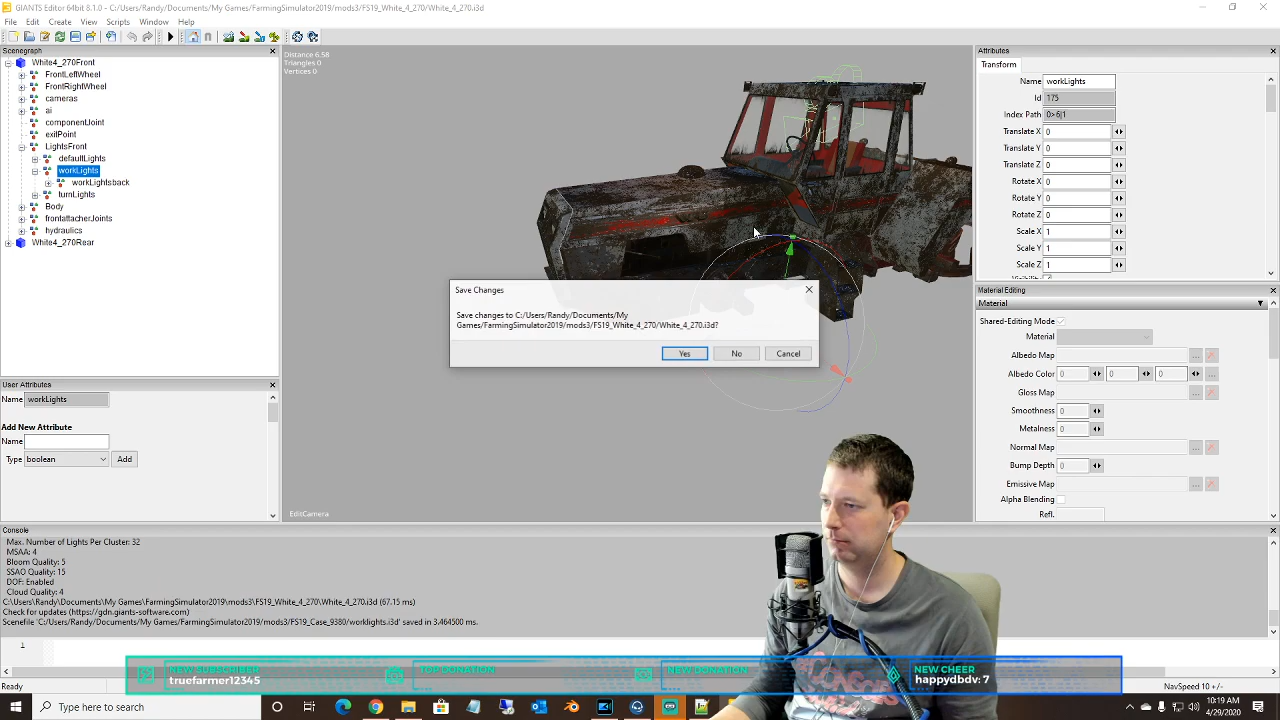 GIANTS Editor 64bit 8.1.0 - C:/Users/Randy/Documents/My Games/FarmingSimulator2019/mods3/FS19_White_4_270/White_4_270.i3d
Scenegraph
White4_270Front
FrontLeftWheel
FrontRightWheel
cameras
ai
componentJoint
exitPoint
LightsFront
defaultLights
workLights
workLightsback
turnLights
Body
frontattacherJoints
hydraulics
White4_270Rear
Distance 6.58
Triangles 0
Vertices 0
EditCamera
Attributes
Transform
Name workLights
Id 175
Index Path 0>6|1
Translate X 0
Translate Y 0
Translate Z 0
Rotate X 0
Rotate Y 0
Rotate Z 0
Scale X 1
Scale Y 1
Scale Z 1
Save Changes
Save changes to C:/Users/Randy/Documents/My
Games/FarmingSimulator2019/mods3/FS19_White_4_270/White_4_270.i3d?
Yes No Cancel
Material Editing
Material
Shared-Editing Mode
Material
Albedo Map
Albedo Color 0 0 0
Gloss Map
Smoothness 0
Metalness 0
Normal Map
Bump Depth 0
Emissive Map
Alpha Blending
Refl.
User Attributes
Name workLights
Add New Attribute
Name
Type boolean Add
Console
Max. Number of Lights Per Cluster: 32
MSAA: 4
Bloom Quality: 5
SSAO Quality: 15
DOF: 4
Cloud Quality: 4
C:\Users\Randy\Documents\My Games\FarmingSimulator2019\mods3\FS19_White_4_270\White_4_270.i3d (67.15 ms)
Check for updates (https://gdn.giants-software.com)
Scenefile 'C:/Users/Randy/Documents/My Games/FarmingSimulator2019/mods3/FS19_Case_9380/worklights.i3d' saved in 3.464500 ms.
NEW SUBSCRIBER
truefarmer12345
TOP DONATION
NEW DONATION
NEW CHEER
happydbdv: 7
Ready
NavSpeed 10 +/-
Type here to search
10:19 AM
4/29/2020